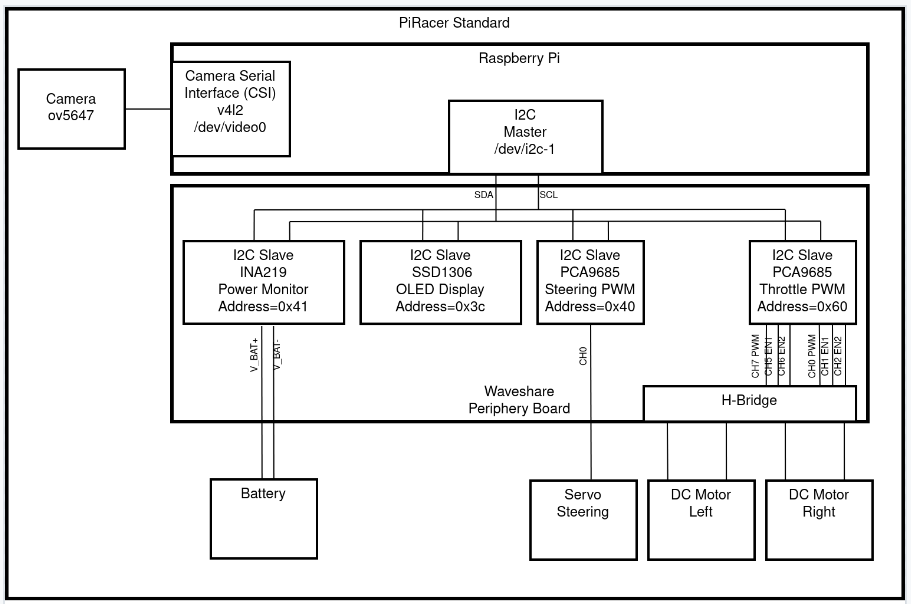 PiRacer Standard
Raspberry Pi
Camera
ov5647
Camera Serial
Interface (CSI)
v4l2
/dev/video0
I2C
Master
/dev/i2c-1
SDA
SCL
I2C Slave
INA219
Power Monitor
Address=0x41
I2C Slave
SSD1306
OLED Display
Address=0x3c
I2C Slave
PCA9685
Steering PWM
Address=0x40
I2C Slave
PCA9685
Throttle PWM
Address=0x60
V_BAT+
V_BAT-
CH0
CH7 PWM
CH5 EN1
CH6 EN2
CH0 PWM
CH1 EN1
CH2 EN2
Waveshare
Periphery Board
H-Bridge
Battery
Servo
Steering
DC Motor
Left
DC Motor
Right